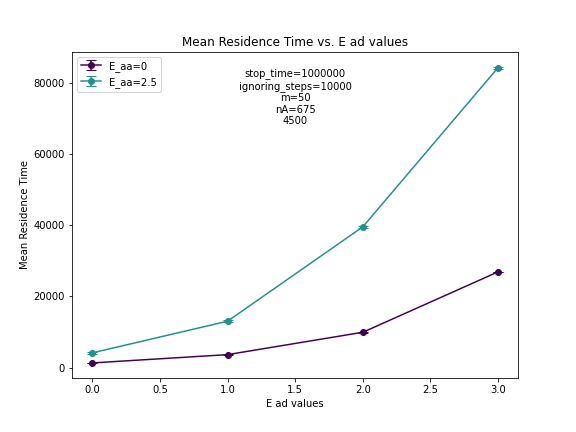 Mean Residence Time vs. E ad values
E_aa=0
E_aa=2.5
stop_time=1000000
ignoring_steps=10000
m=50
nA=675
4500
Mean Residence Time
80000
60000
40000
20000
0
0.0 0.5 1.0 1.5 2.0 2.5 3.0
E ad values